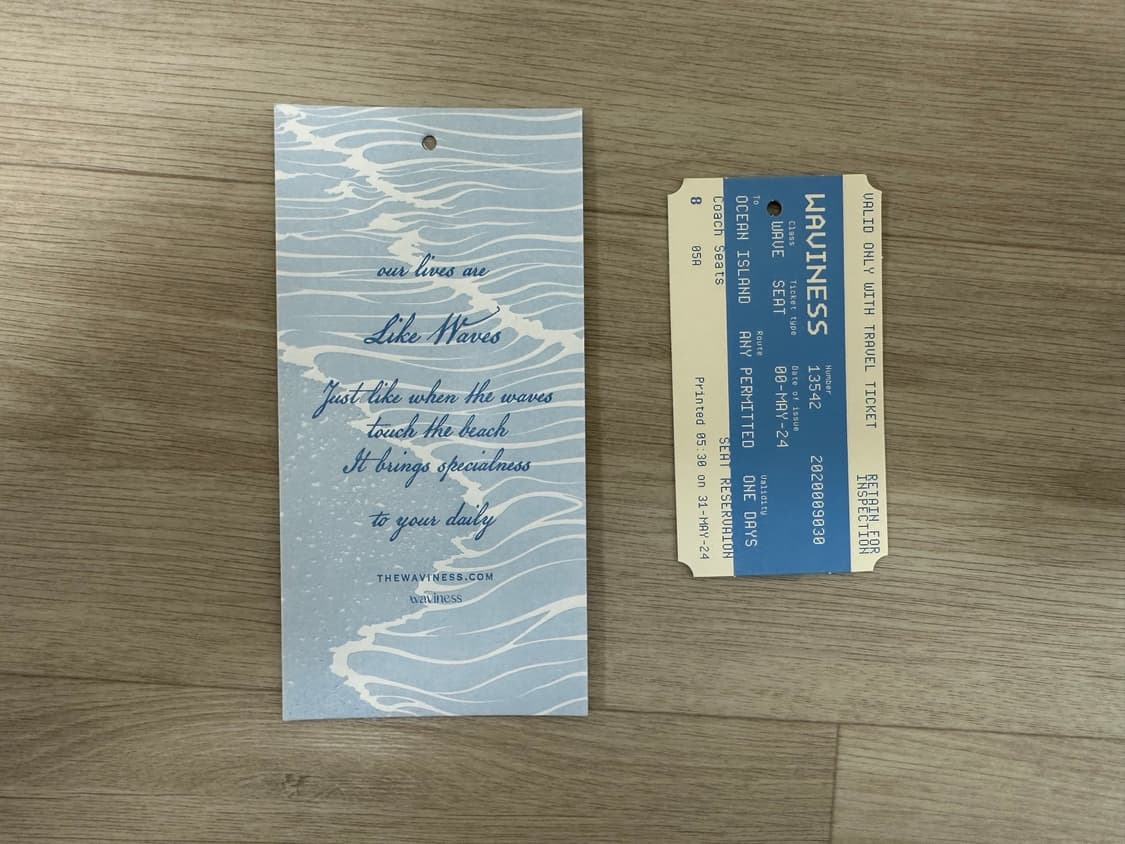 our lives are
Like Waves
Just like when the waves
touch the beach
It brings specialness
to your daily
THEWAVINESS.COM
waviness
VALID ONLY WITH TRAVEL TICKET
RETAIN FOR
INSPECTION
Number
WAVINESS 13542 2020009030
Class Ticket type Date of issue
WAVE SEAT 00-MAY-24
To Route Validity
OCEAN ISLAND ANY PERMITTED ONE DAYS
Coach Seats SEAT RESERVAION
8 05A Printed 05:30 on 31-MAY-24